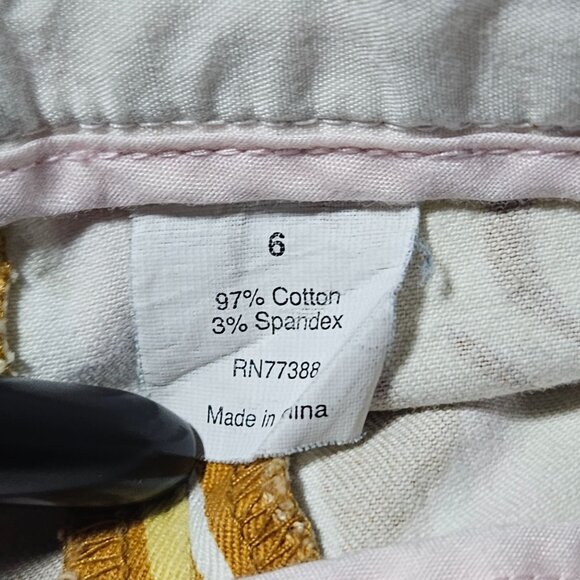 6
97% Cotton
3% Spandex
RN77388
Made in